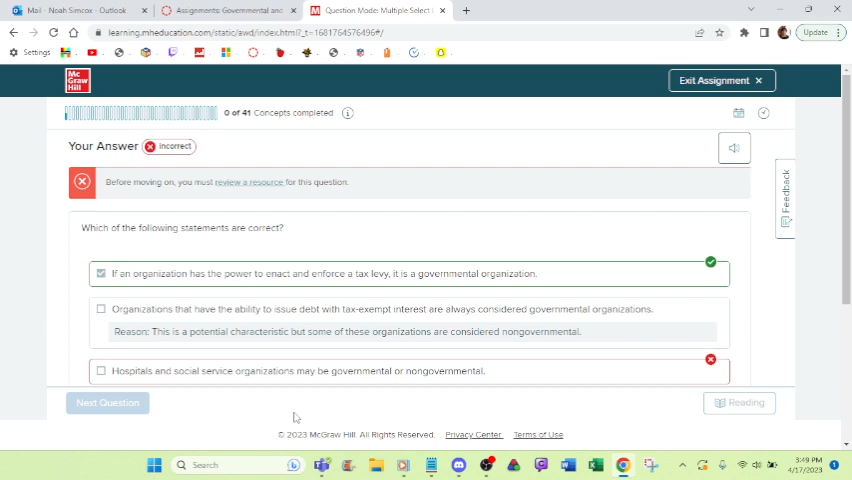 Mail - Noah Simcox - Outlook
Assignments: Governmental and
Question Mode: Multiple Select
learning.mheducation.com/static/awd/index.html?_t=1681764576496#/
Update
Settings
Mc
Graw
Hill
Exit Assignment
0 of 41 Concepts completed
Your Answer
Incorrect
Before moving on, you must review a resource for this question.
Feedback
Which of the following statements are correct?
If an organization has the power to enact and enforce a tax levy, it is a governmental organization.
Organizations that have the ability to issue debt with tax-exempt interest are always considered governmental organizations.
Reason: This is a potential characteristic but some of these organizations are considered nongovernmental.
Hospitals and social service organizations may be governmental or nongovernmental.
Next Question
Reading
© 2023 McGraw Hill. All Rights Reserved. Privacy Center Terms of Use
Search
3:49 PM
4/17/2023